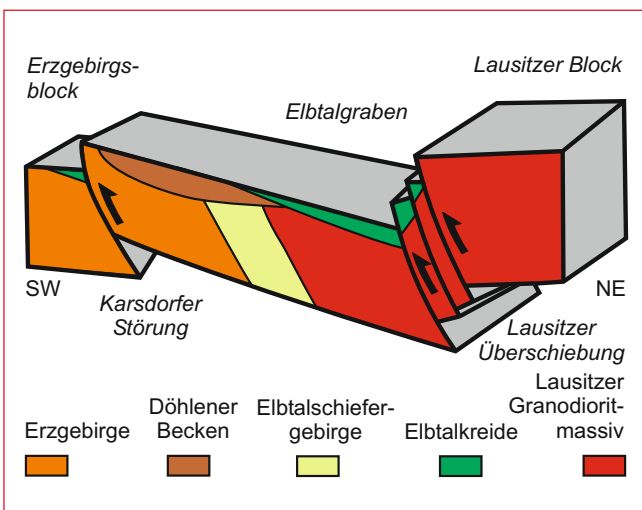 Erzgebirgs-
block
Elbtalgraben
Lausitzer Block
SW
NE
Karsdorfer
Störung
Lausitzer
Überschiebung
Erzgebirge
Döhlener
Becken
Elbtalschiefer-
gebirge
Elbtalkreide
Lausitzer
Granodiorit-
massiv